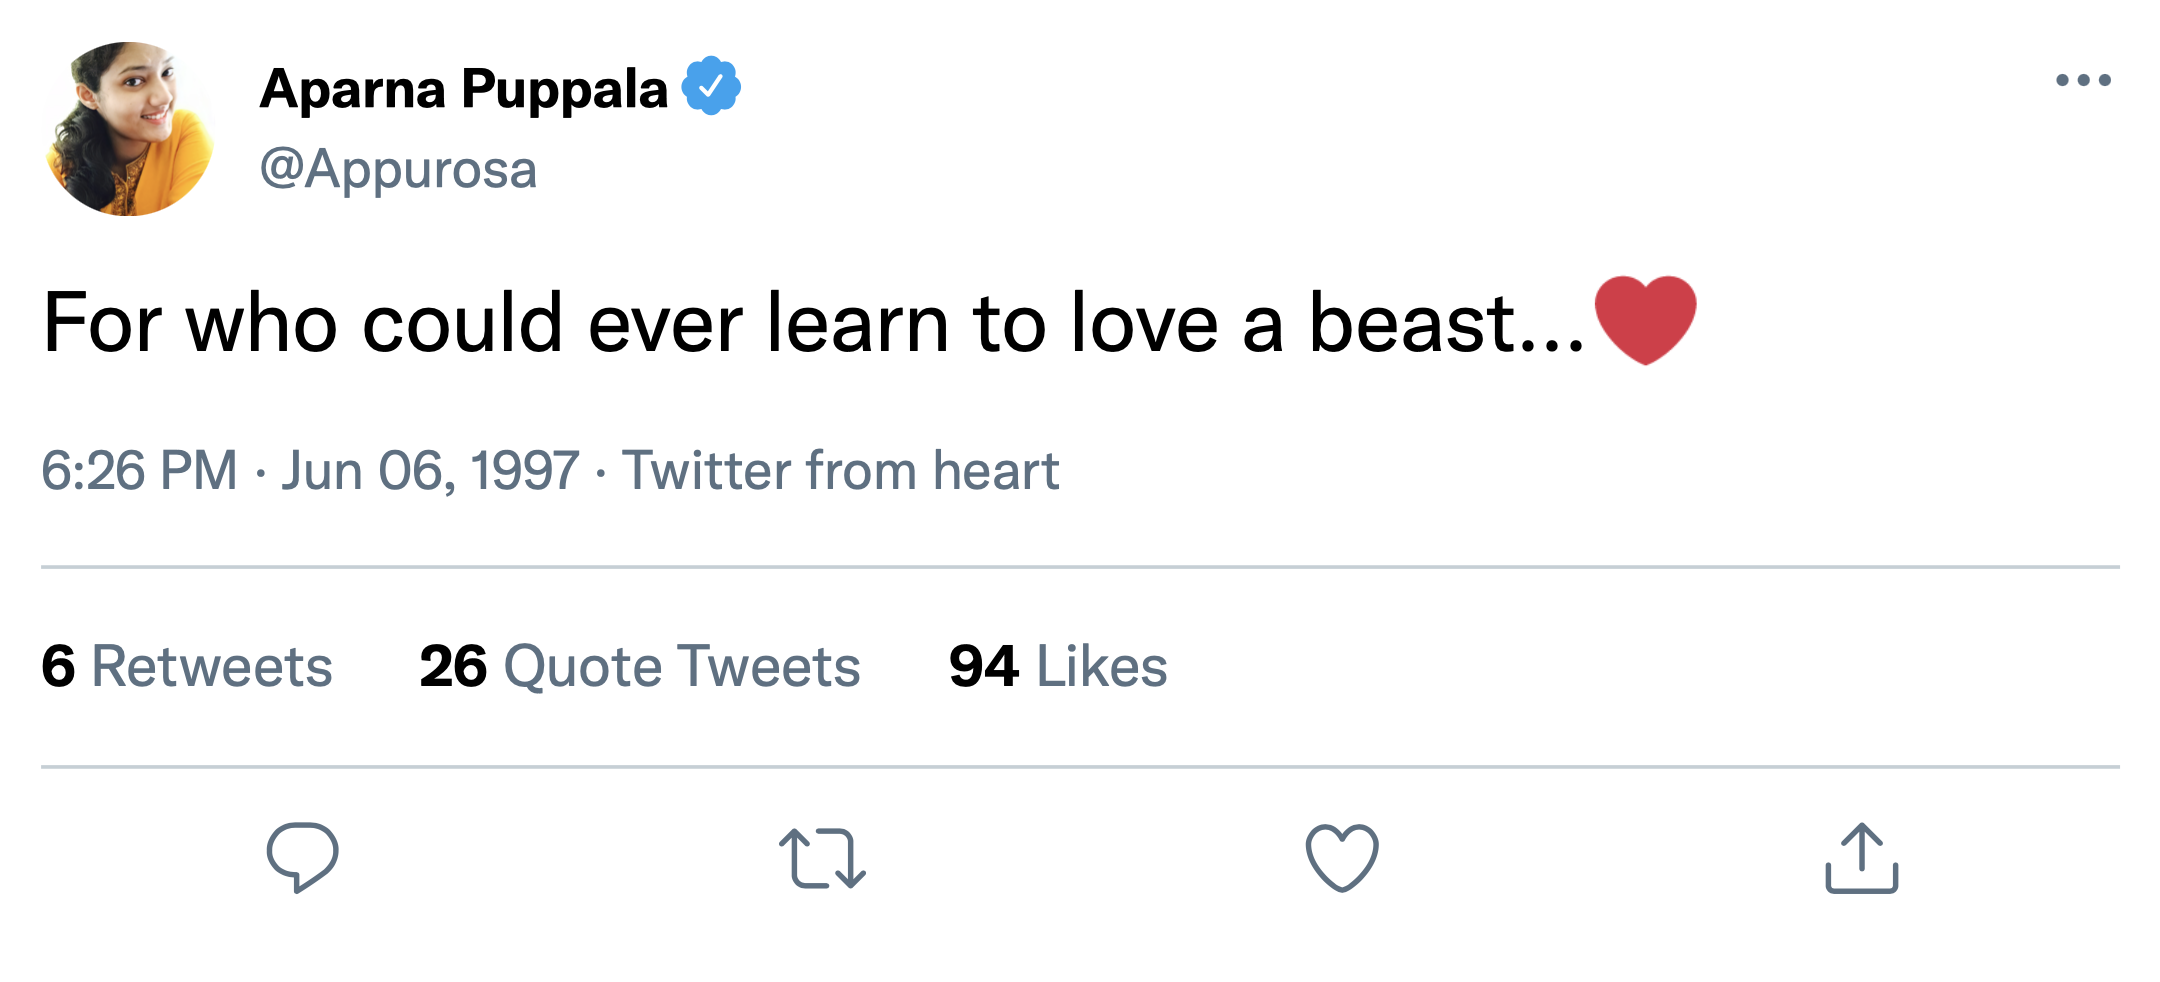 Aparna Puppala
@Appurosa
For who could ever learn to love a beast...❤️
6:26 PM · Jun 06, 1997 · Twitter from heart
6 Retweets 26 Quote Tweets 94 Likes